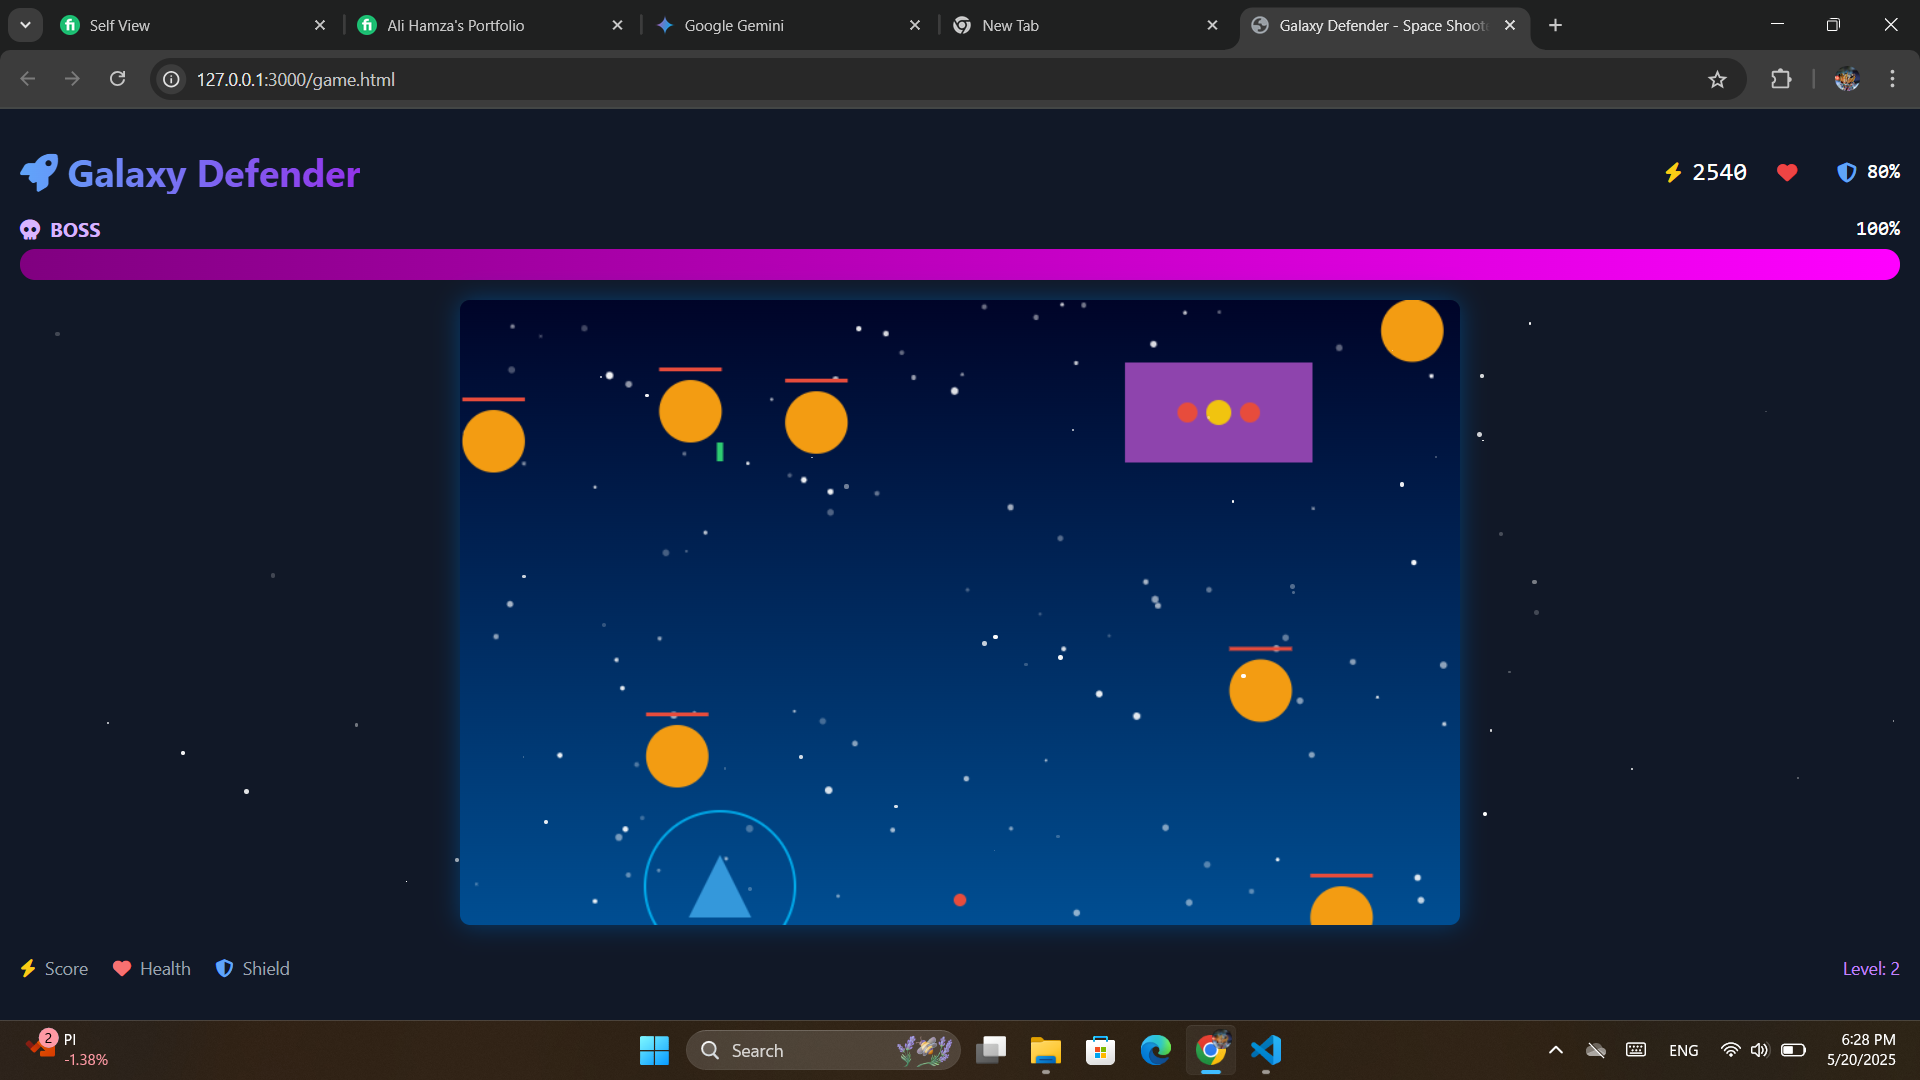 Self View
Ali Hamza's Portfolio
Google Gemini
New Tab
Galaxy Defender - Space Shoote
127.0.0.1:3000/game.html
Galaxy Defender
2540
80%
BOSS
100%
Score
Health
Shield
Level: 2
2
PI
-1.38%
Search
ENG
6:28 PM
5/20/2025